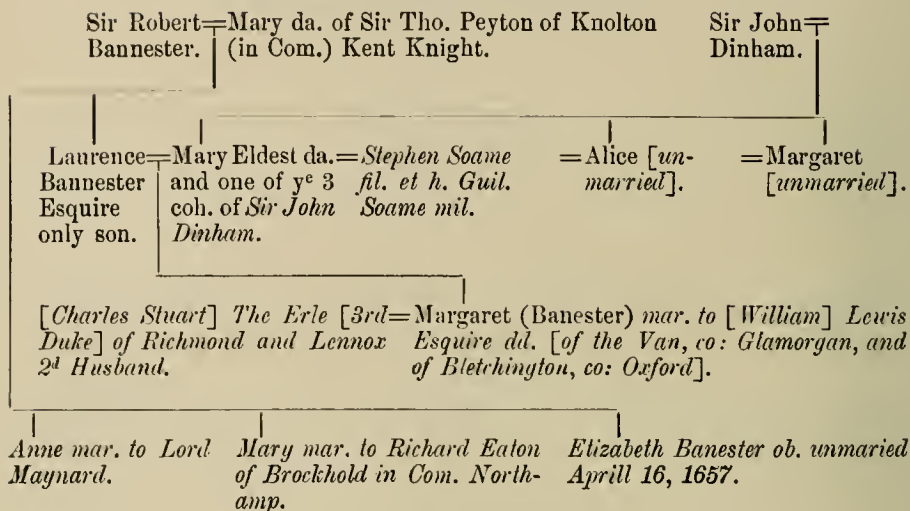 Sir Robert=Mary da. of Sir Tho. Peyton of Knolton
Bannester. (in Com.) Kent Knight.
Sir John=
Dinham.
Laurence=Mary Eldest da.=Stephen Soame =Alice [un- =Margaret
Bannester and one of yᵉ 3 fil. et h. Guil. married]. [unmarried].
Esquire coh. of Sir John Soame mil.
only son. Dinham.
[Charles Stuart] The Erle [3rd=Margaret (Banester) mar. to [William] Lewis
Duke] of Richmond and Lennox Esquire dd. [of the Van, co: Glamorgan, and
2ᵈ Husband. of Bletchington, co: Oxford].
Anne mar. to Lord Mary mar. to Richard Eaton Elizabeth Banester ob. unmaried
Maynard. of Brockhold in Com. North- Aprill 16, 1657.
amp.